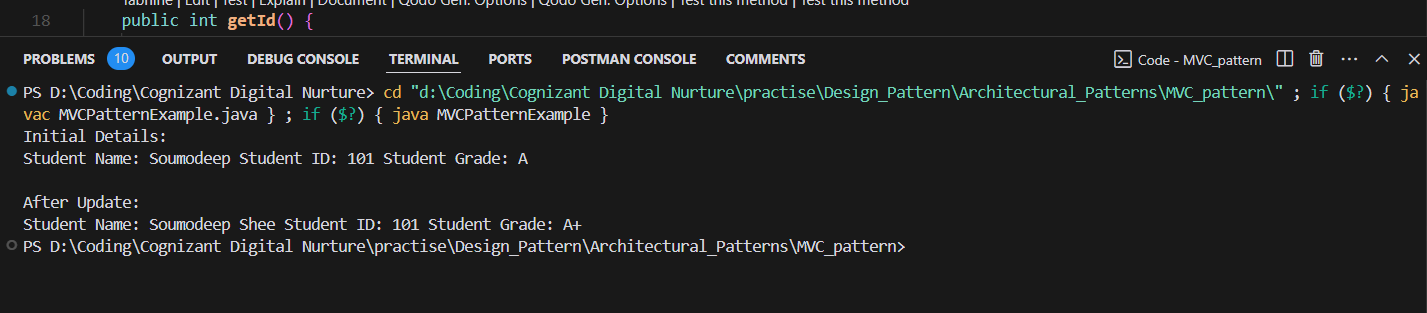 Tabnine | Edit | Test | Explain | Document | Qodo Gen: Options | Qodo Gen: Options | Test this method | Test this method
18 public int getId() {
PROBLEMS 10 OUTPUT DEBUG CONSOLE TERMINAL PORTS POSTMAN CONSOLE COMMENTS Code - MVC_pattern
PS D:\Coding\Cognizant Digital Nurture> cd "d:\Coding\Cognizant Digital Nurture\practise\Design_Pattern\Architectural_Patterns\MVC_pattern\" ; if ($?) { ja
vac MVCPatternExample.java } ; if ($?) { java MVCPatternExample }
Initial Details:
Student Name: Soumodeep Student ID: 101 Student Grade: A
After Update:
Student Name: Soumodeep Shee Student ID: 101 Student Grade: A+
PS D:\Coding\Cognizant Digital Nurture\practise\Design_Pattern\Architectural_Patterns\MVC_pattern>